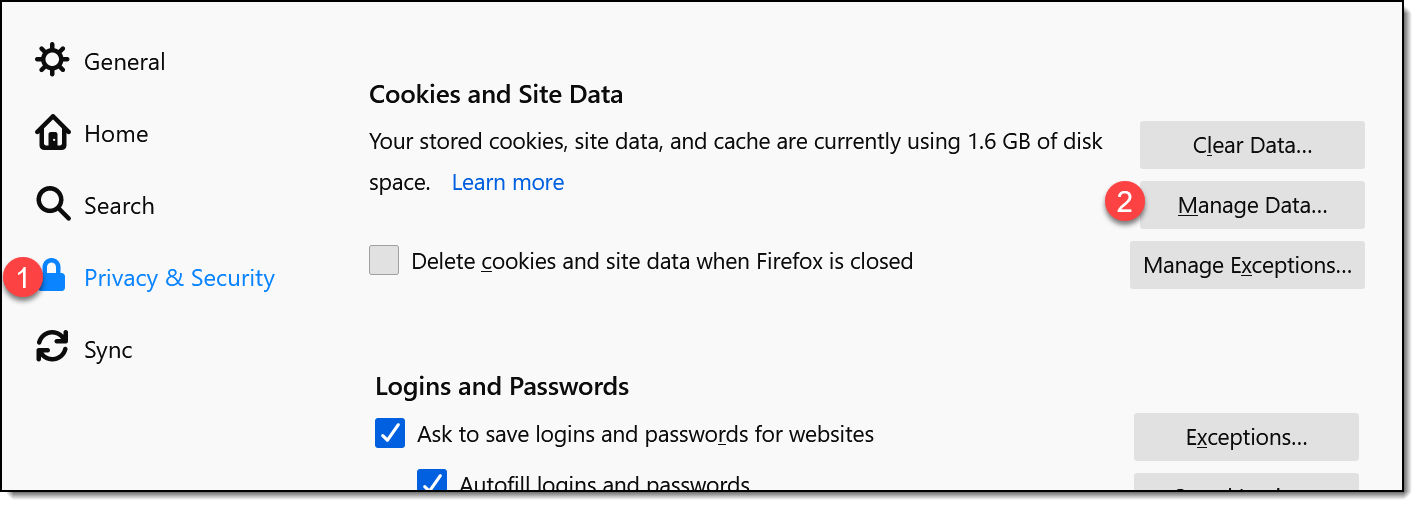 General
Home
Search
1
Privacy & Security
Sync
Cookies and Site Data
Your stored cookies, site data, and cache are currently using 1.6 GB of disk
space. Learn more
Clear Data...
2
Manage Data...
Delete cookies and site data when Firefox is closed
Manage Exceptions...
Logins and Passwords
Ask to save logins and passwords for websites
Exceptions...
Autofill logins and passwords